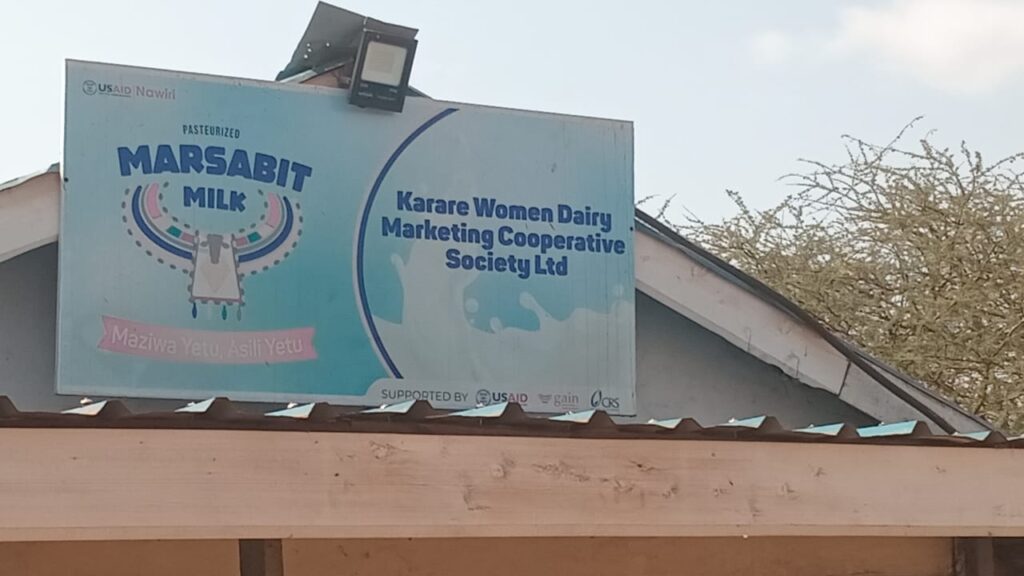 USAID Nawiri
PASTEURIZED
MARSABIT
MILK
Maziwa Yetu, Asili Yetu
Karare Women Dairy
Marketing Cooperative
Society Ltd
SUPPORTED BY USAID gain CRS